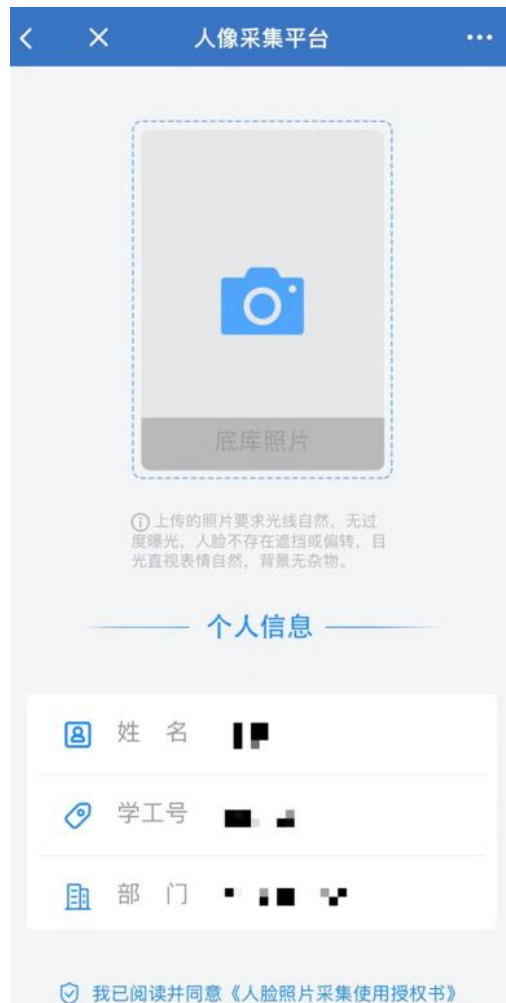 人像采集平台
底库照片
上传的照片要求光线自然，无过
度曝光，人脸不存在遮挡或偏转，目
光直视表情自然，背景无杂物。
个人信息
姓 名
学工号
部 门
我已阅读并同意《人脸照片采集使用授权书》